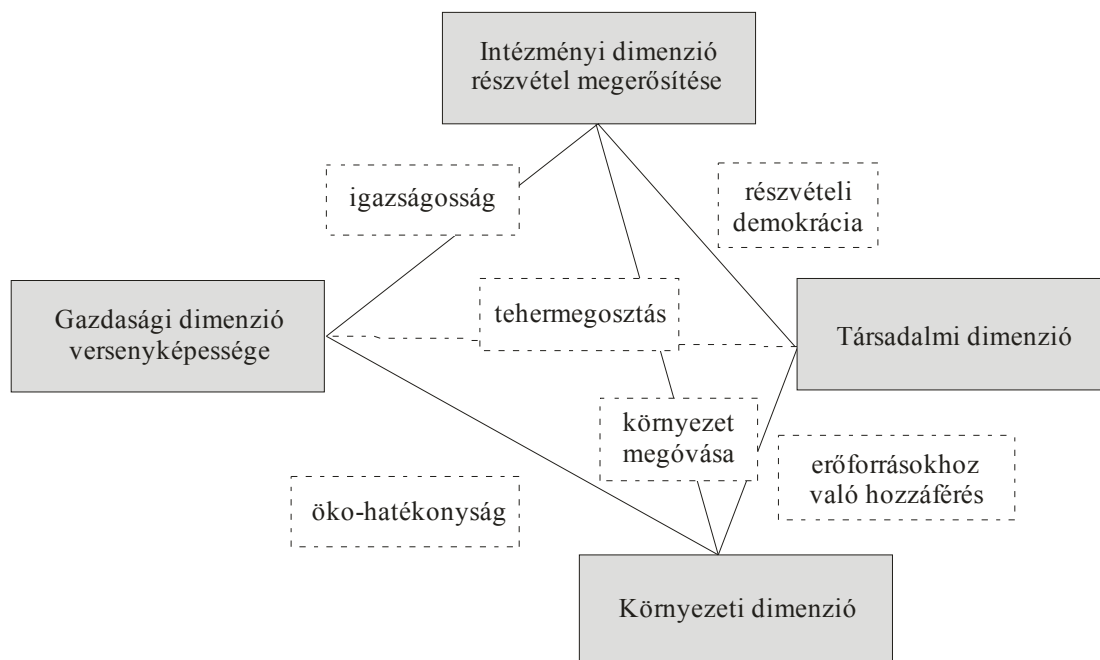 Intézményi dimenzió
részvétel megerősítése
igazságosság
részvételi
demokrácia
Gazdasági dimenzió
versenyképessége
tehermegosztás
Társadalmi dimenzió
környezet
megóvása
erőforrásokhoz
való hozzáférés
öko-hatékonyság
Környezeti dimenzió